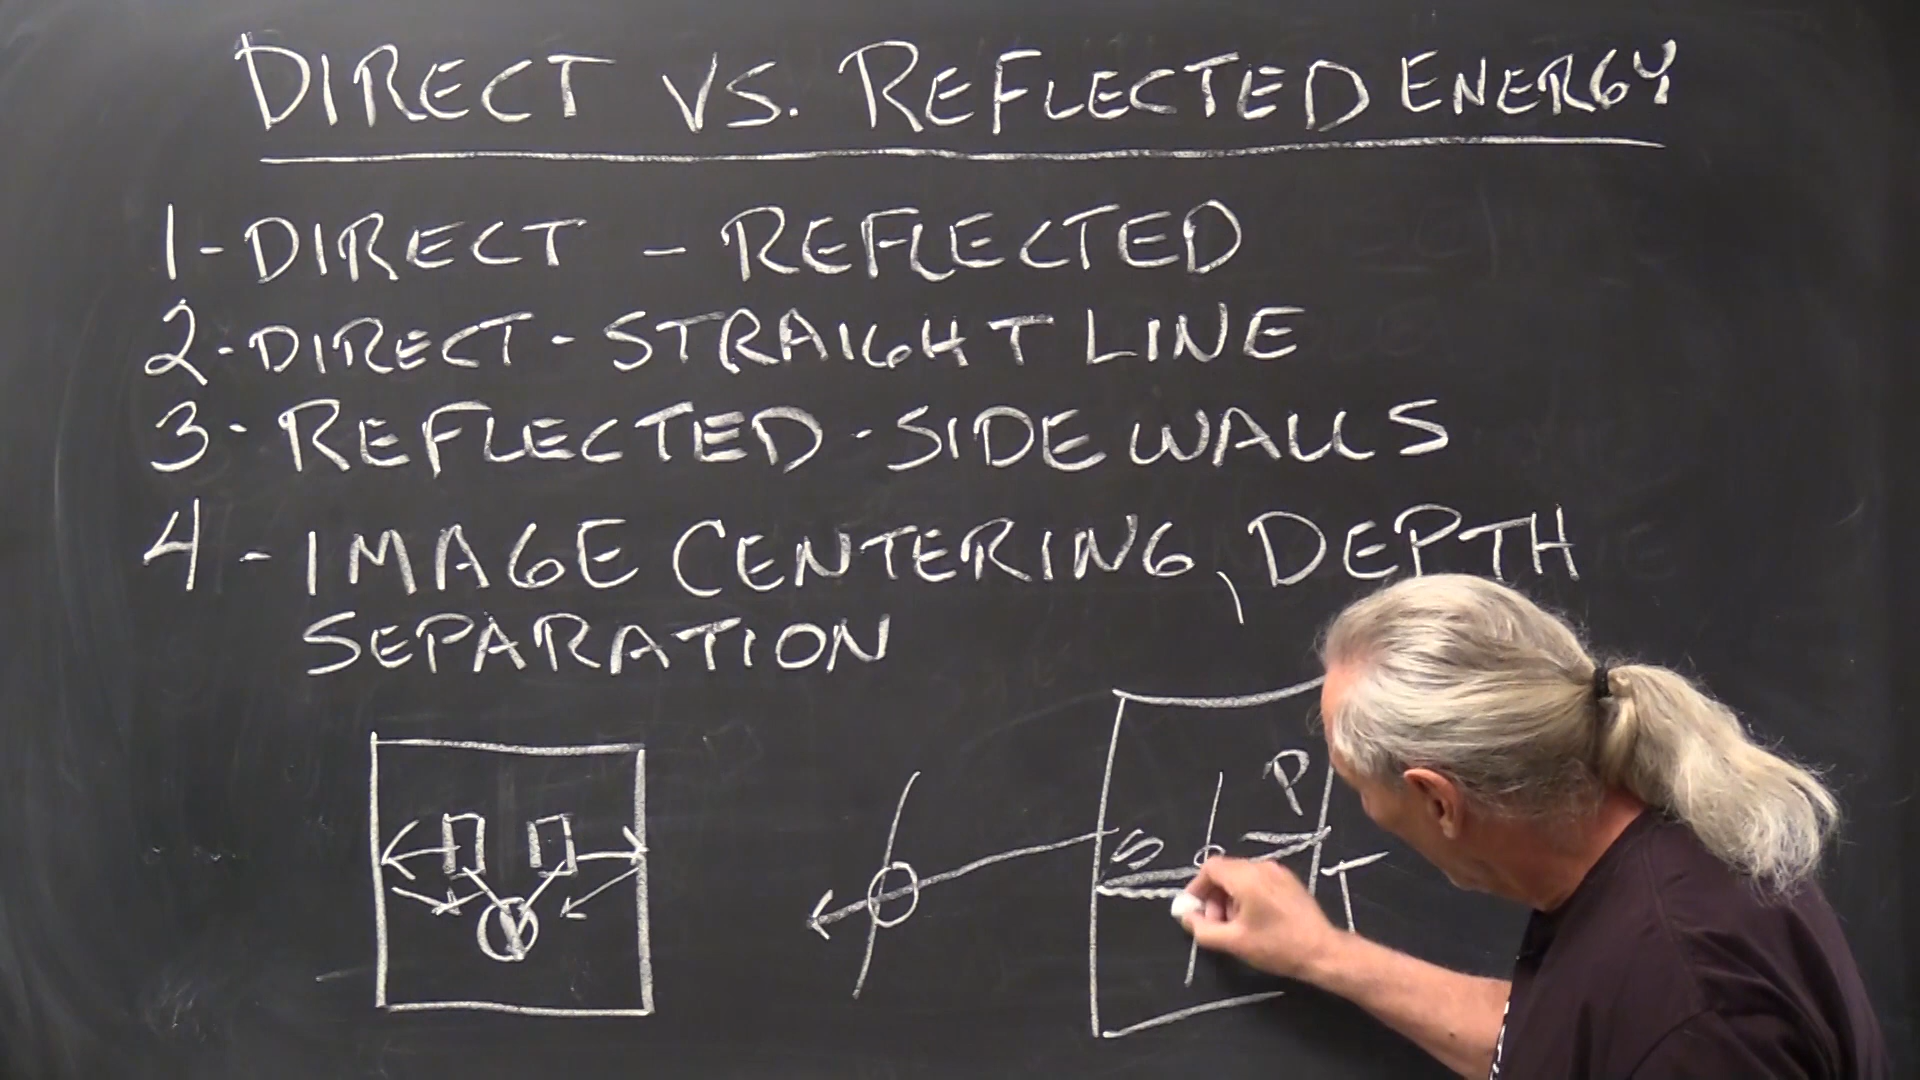 DIRECT VS. REFLECTED ENERGY
1-DIRECT - REFLECTED
2-DIRECT-STRAIGHT LINE
3-REFLECTED-SIDE WALLS
4-IMAGE CENTERING, DEPTH
SEPARATION
P
S
T